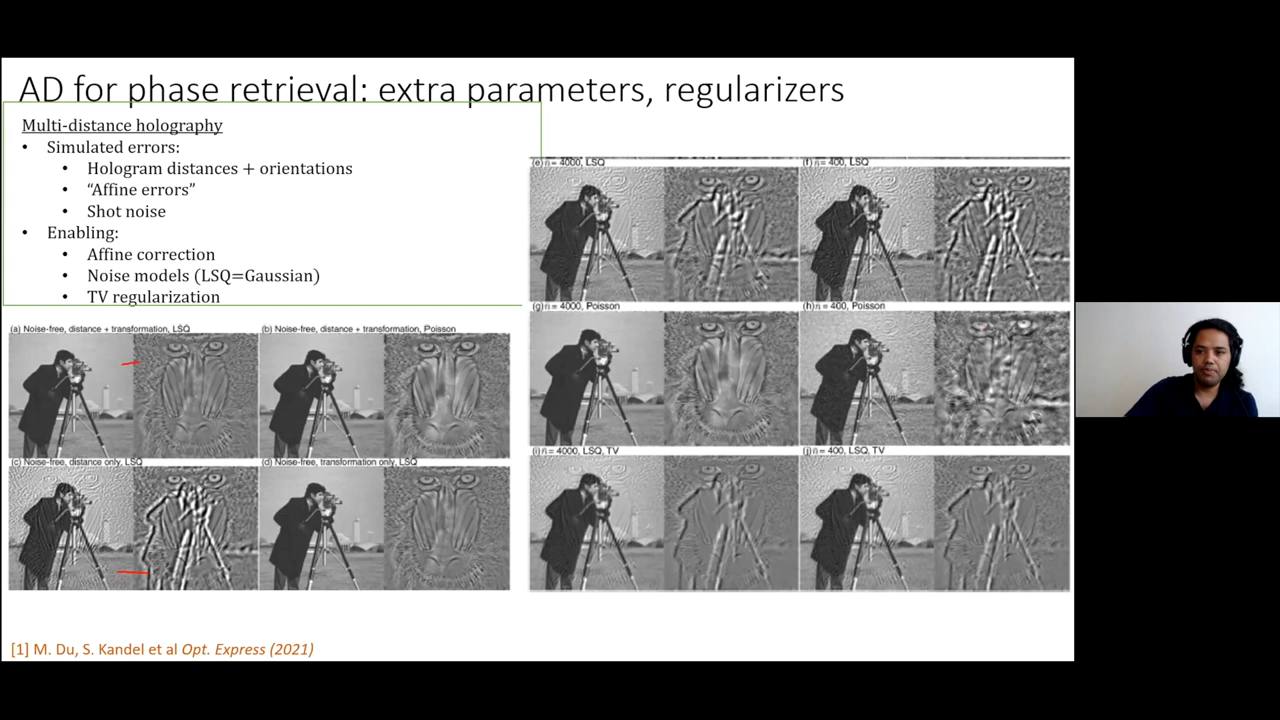 AD for phase retrieval: extra parameters, regularizers
Multi-distance holography
• Simulated errors:
• Hologram distances + orientations
• “Affine errors”
• Shot noise
• Enabling:
• Affine correction
• Noise models (LSQ=Gaussian)
• TV regularization
(a) Noise-free, distance + transformation, LSQ
(b) Noise-free, distance + transformation, Poisson
(c) Noise-free, distance only, LSQ
(d) Noise-free, transformation only, LSQ
(e) n̄ = 4000, LSQ
(f) n̄ = 400, LSQ
(g) n̄ = 4000, Poisson
(h) n̄ = 400, Poisson
(i) n̄ = 4000, LSQ, TV
(j) n̄ = 400, LSQ, TV
[1] M. Du, S. Kandel et al Opt. Express (2021)